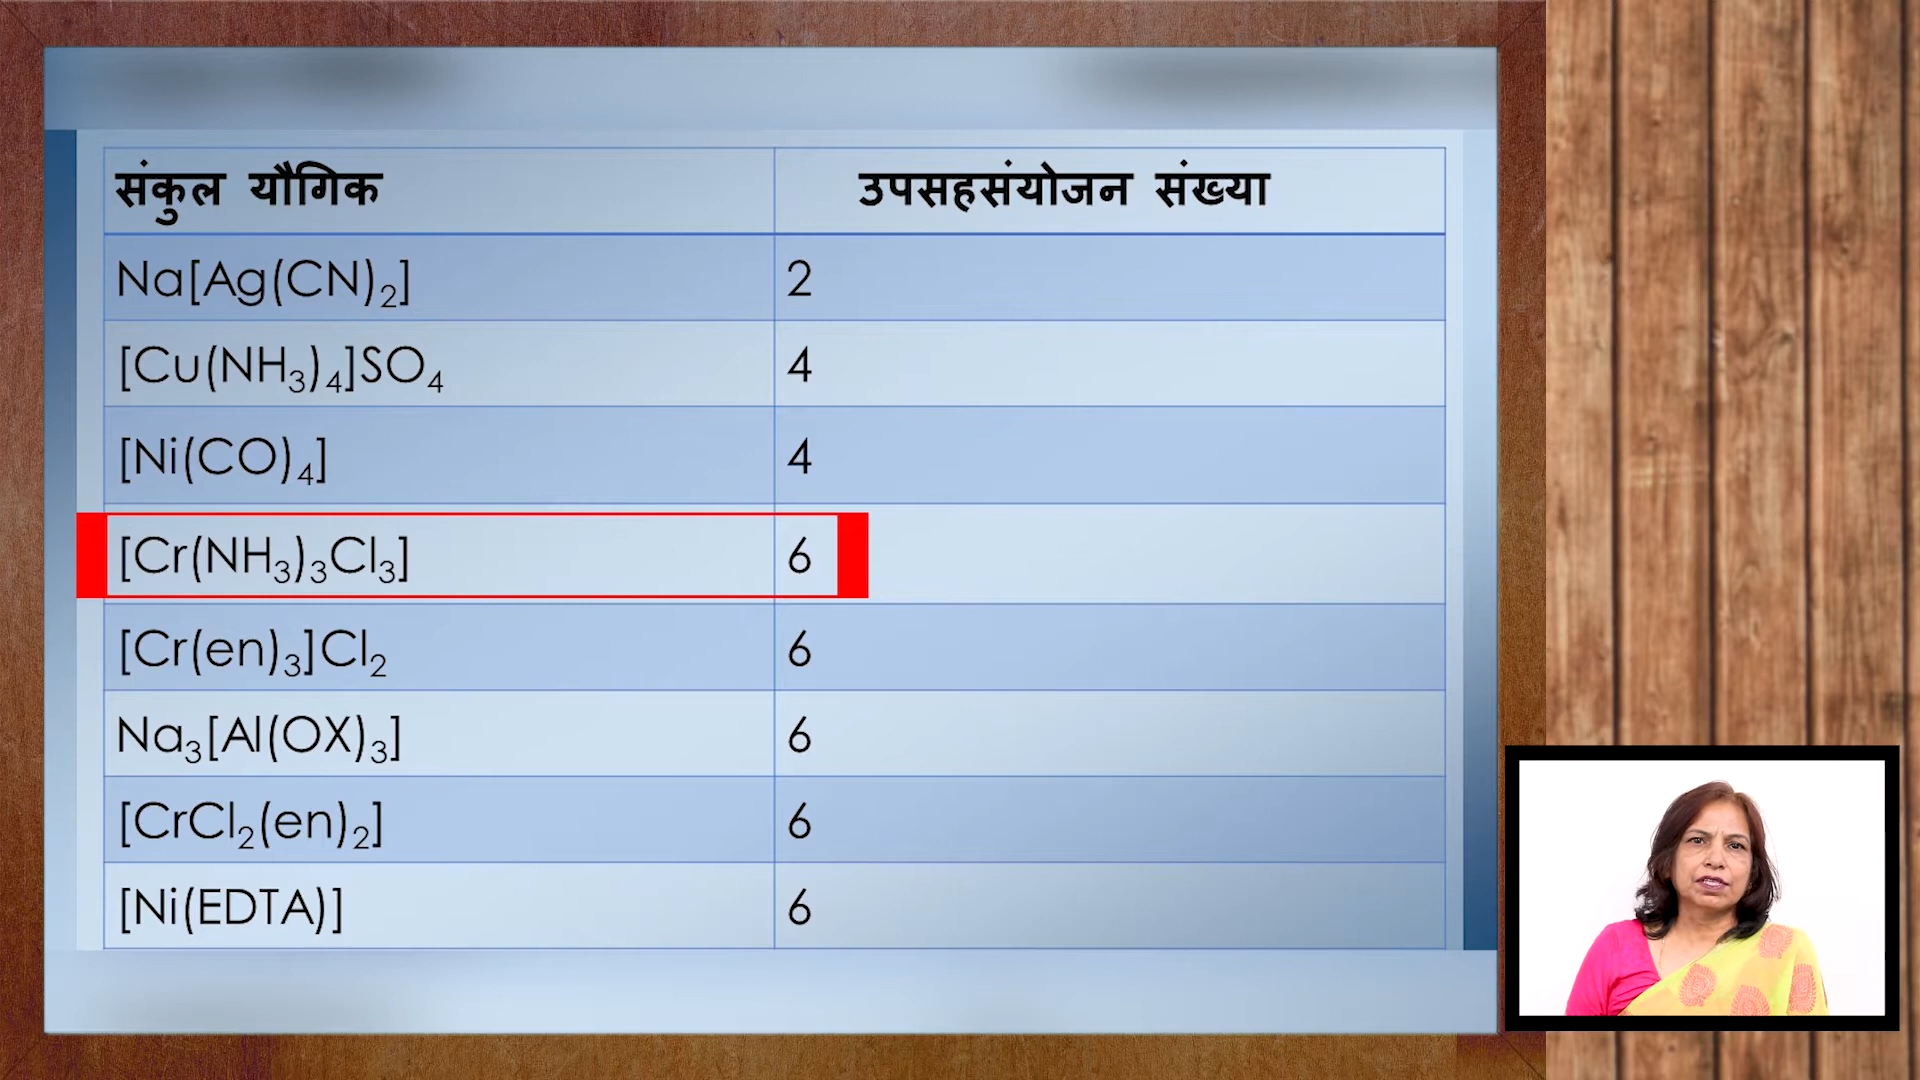 संकुल यौगिक उपसहसंयोजन संख्या
Na[Ag(CN)₂] 2
[Cu(NH₃)₄]SO₄ 4
[Ni(CO)₄] 4
[Cr(NH₃)₃Cl₃] 6
[Cr(en)₃]Cl₂ 6
Na₃[Al(OX)₃] 6
[CrCl₂(en)₂] 6
[Ni(EDTA)] 6